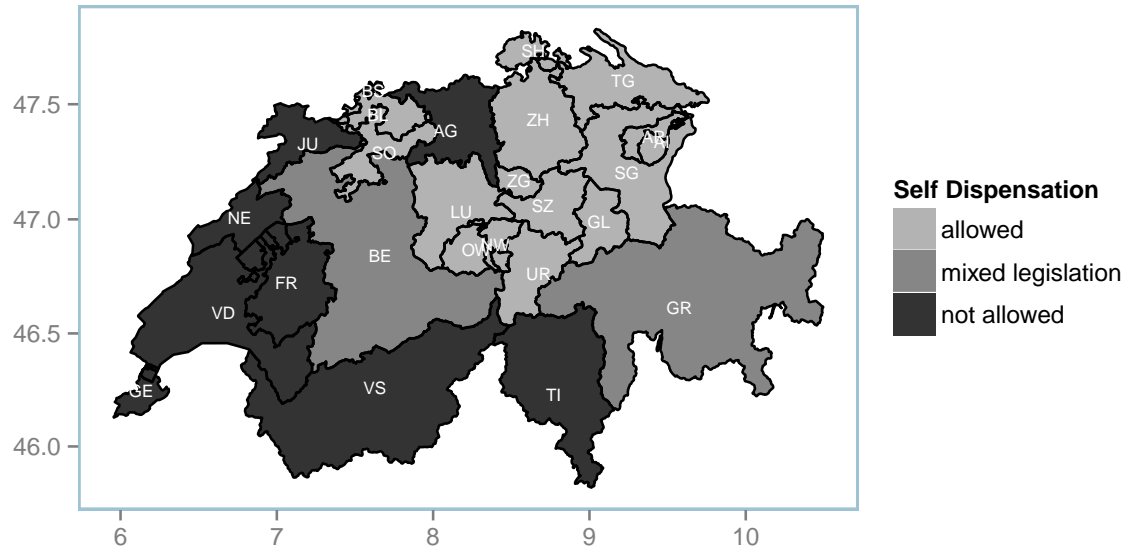 SH
TG
BS
47.5
BL
AG
ZH
AR
AI
JU
SO
SG
ZG
Self Dispensation
allowed
mixed legislation
not allowed
LU
SZ
NE
47.0
GL
NW
OW
BE
UR
FR
VD
GR
46.5
VS
TI
GE
46.0
6 7 8 9 10